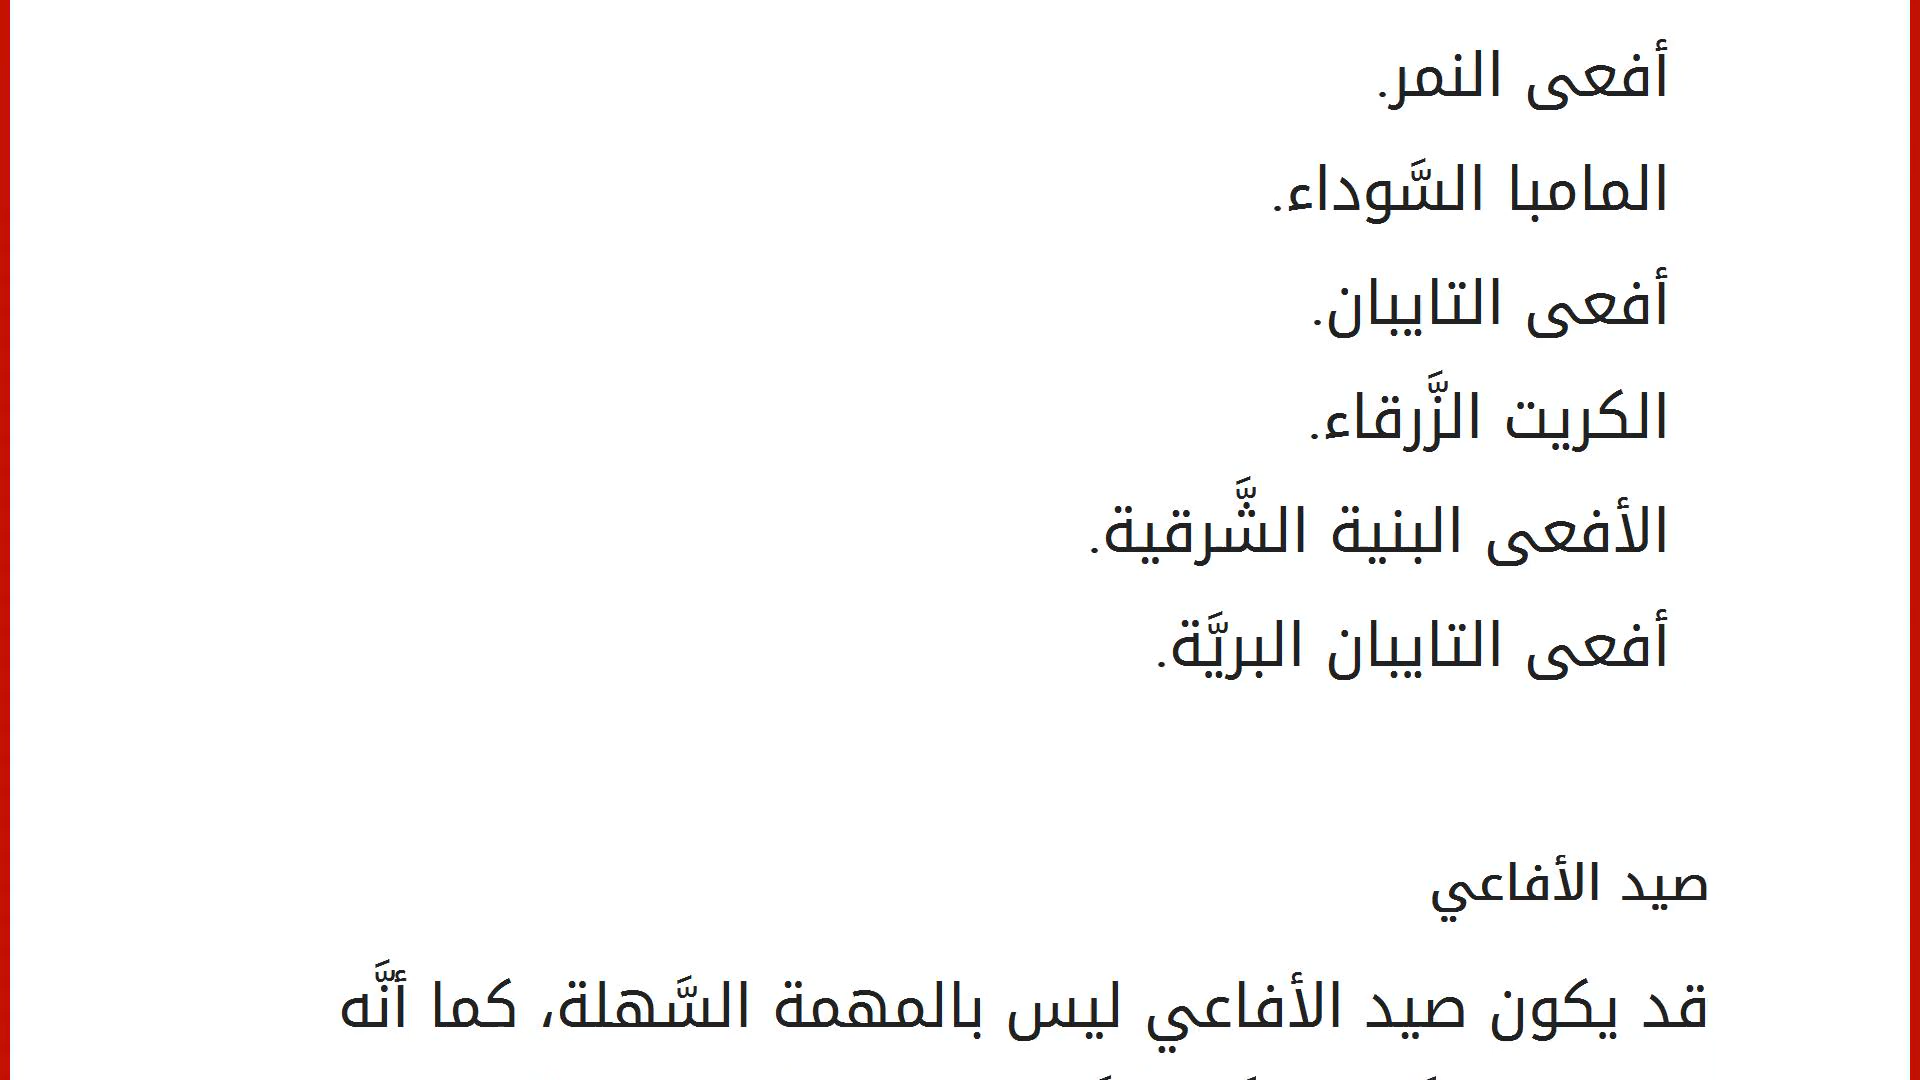 أفعى النمر.
المامبا السَّوداء.
أفعى التايبان.
الكريت الزَّرقاء.
الأفعى البنية الشَّرقية.
أفعى التايبان البريَّة.
صيد الأفاعي
قد يكون صيد الأفاعي ليس بالمهمة السَّهلة، كما أنَّه